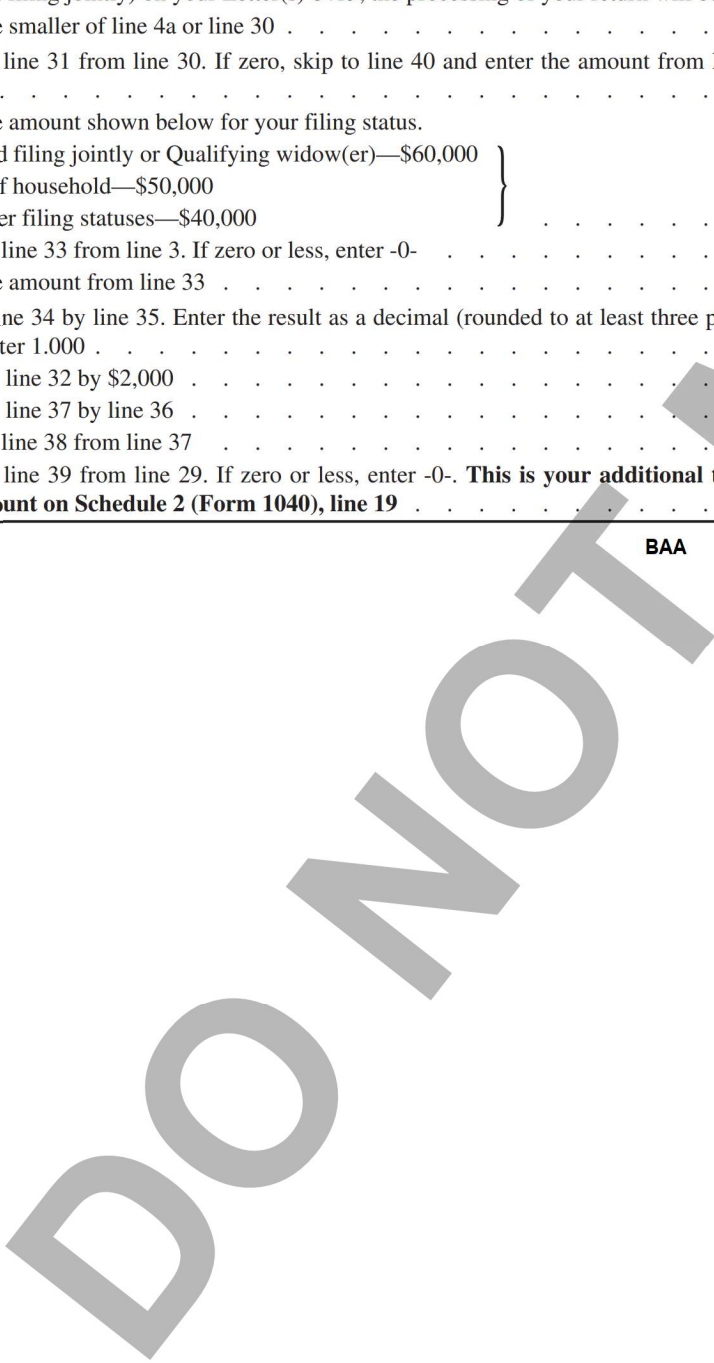 smaller of line 4a or line 30 . . . . . . . . . . . . . .
line 31 from line 30. If zero, skip to line 40 and enter the amount from
. . . . . . . . . . . . . . . . . . . . . . .
amount shown below for your filing status.
filing jointly or Qualifying widow(er)—$60,000
household—$50,000
filing statuses—$40,000 . . . . . .
line 33 from line 3. If zero or less, enter -0- . . . . . . . . .
amount from line 33 . . . . . . . . . . . . . . . .
34 by line 35. Enter the result as a decimal (rounded to at least three
1.000 . . . . . . . . . . . . . . . . . . . .
line 32 by $2,000 . . . . . . . . . . . . . . . . .
line 37 by line 36 . . . . . . . . . . . . . . . . .
line 38 from line 37 . . . . . . . . . . . . . . . .
line 39 from line 29. If zero or less, enter -0-. This is your additional
on Schedule 2 (Form 1040), line 19 . . . . . . . . . .
BAA
DO NOT